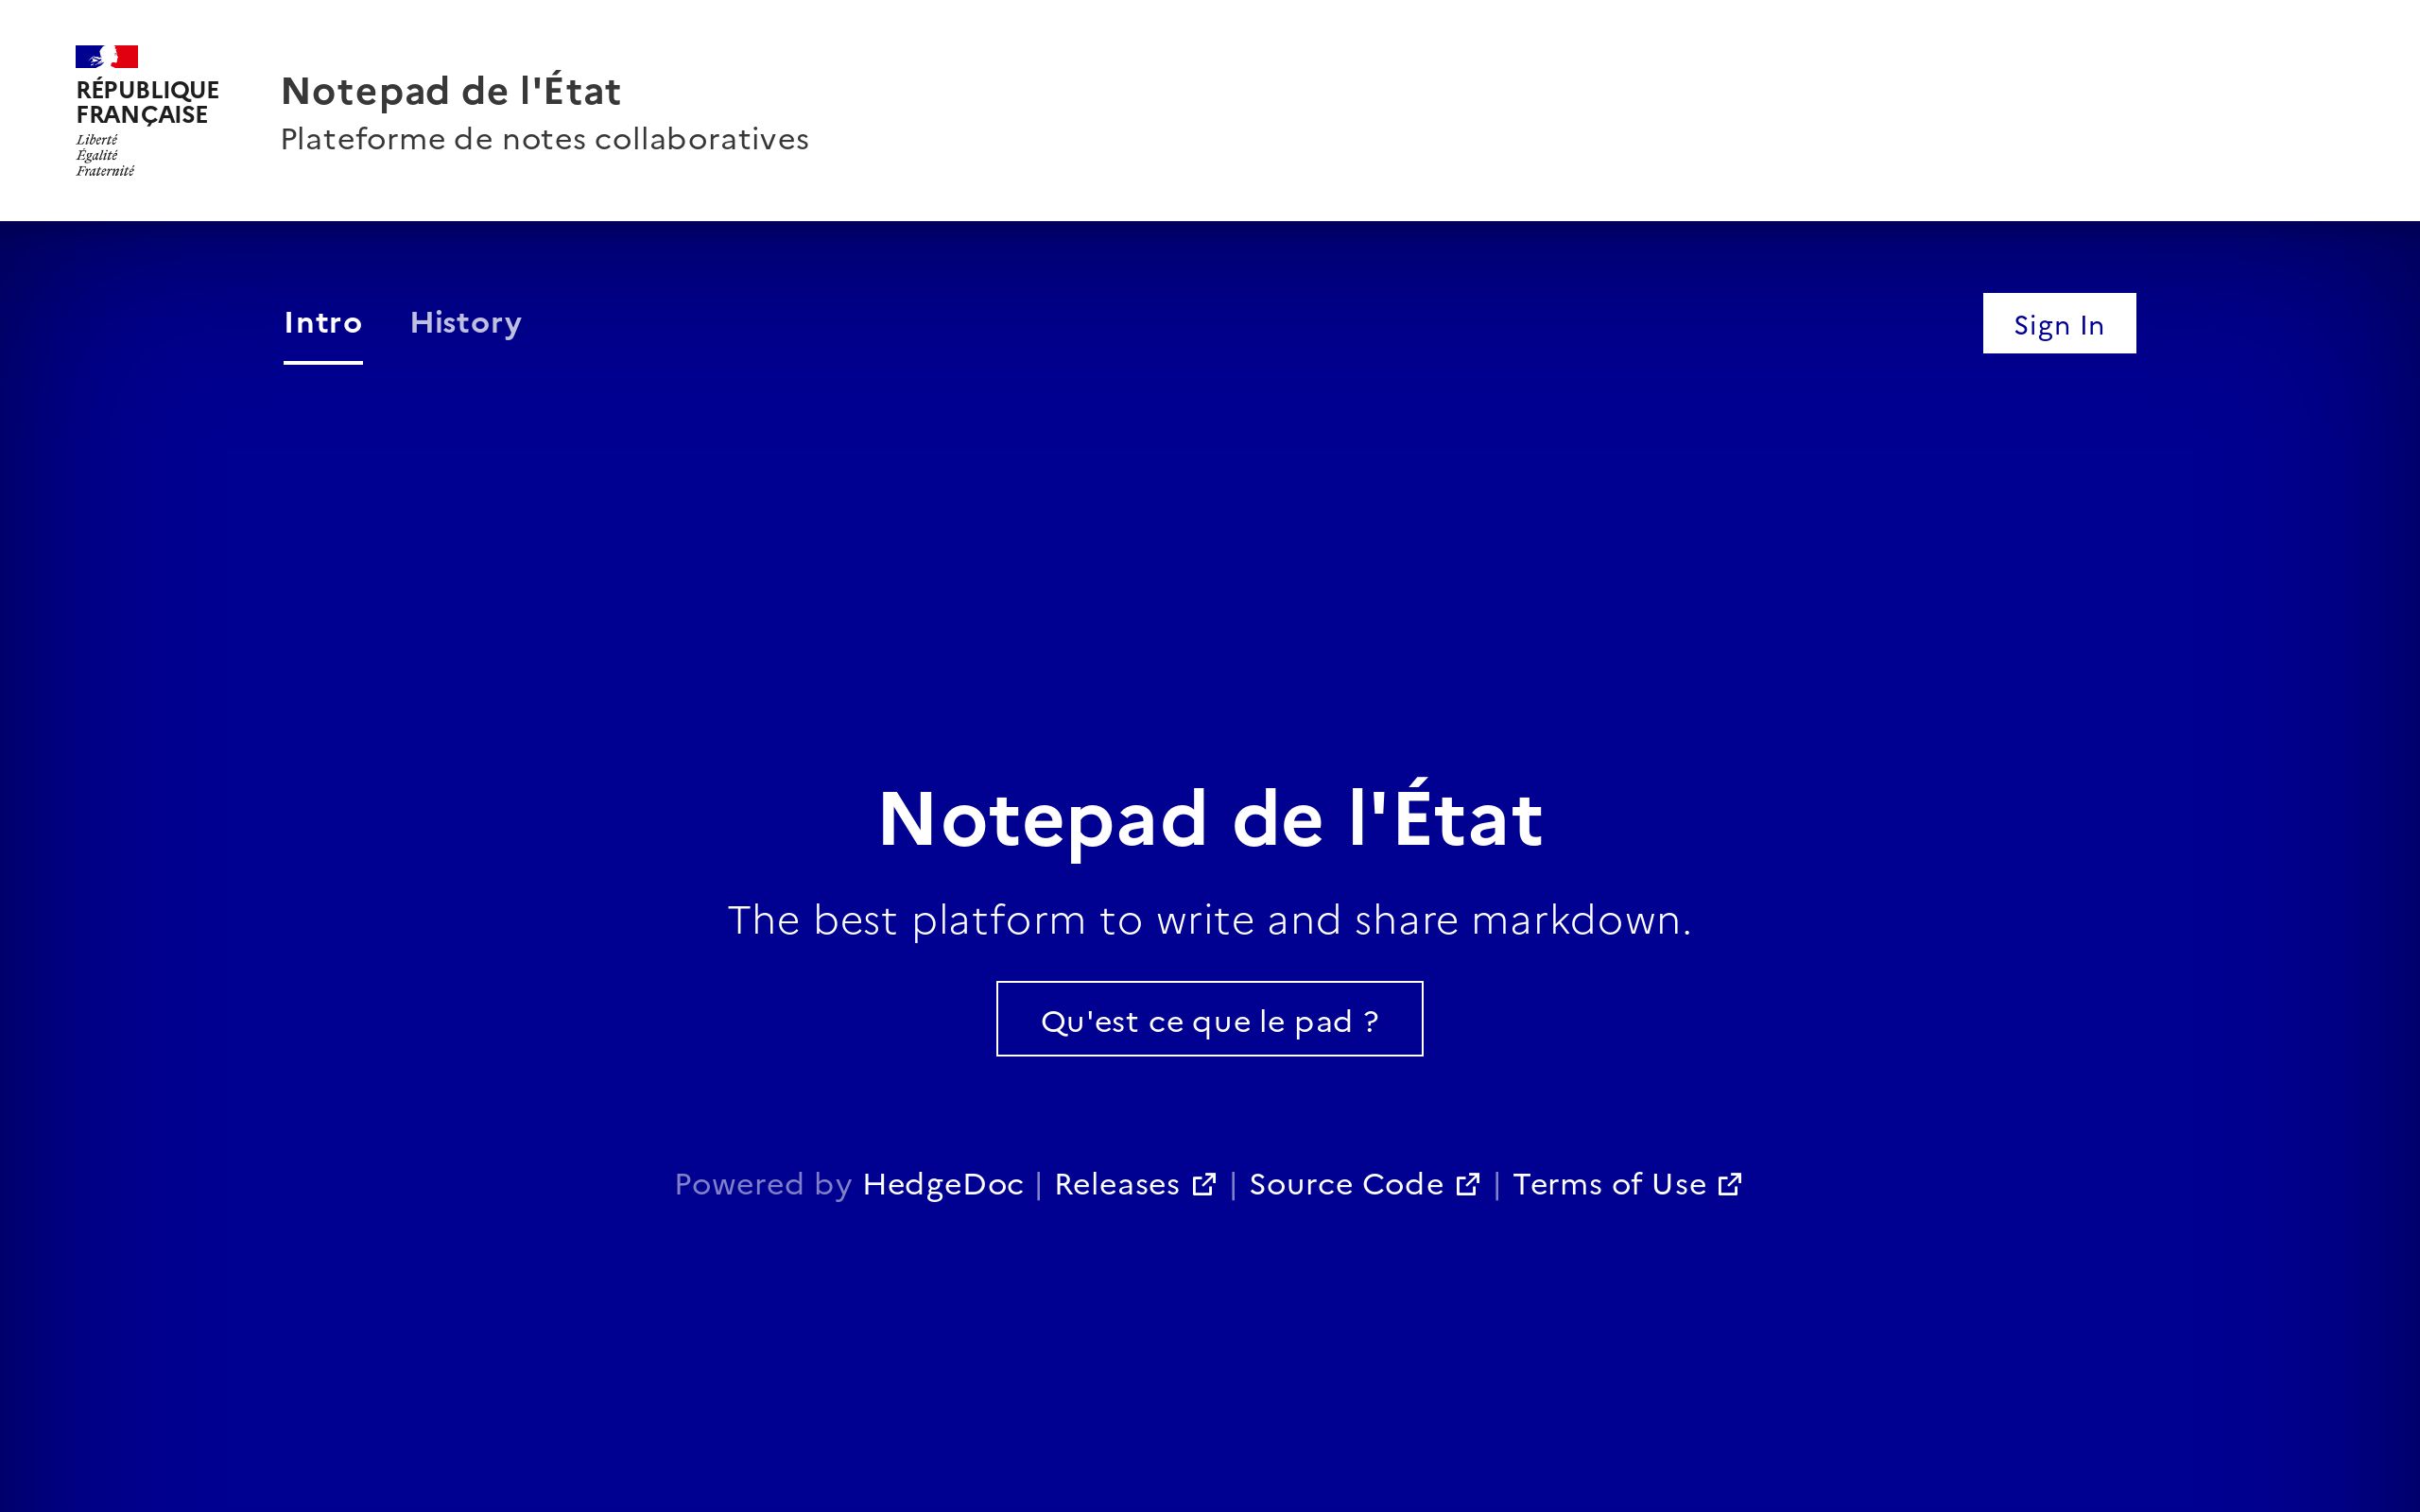 RÉPUBLIQUE
FRANÇAISE
Liberté
Égalité
Fraternité
Notepad de l'État
Plateforme de notes collaboratives
Intro History Sign In
Notepad de l'État
The best platform to write and share markdown.
Qu'est ce que le pad ?
Powered by HedgeDoc | Releases | Source Code | Terms of Use